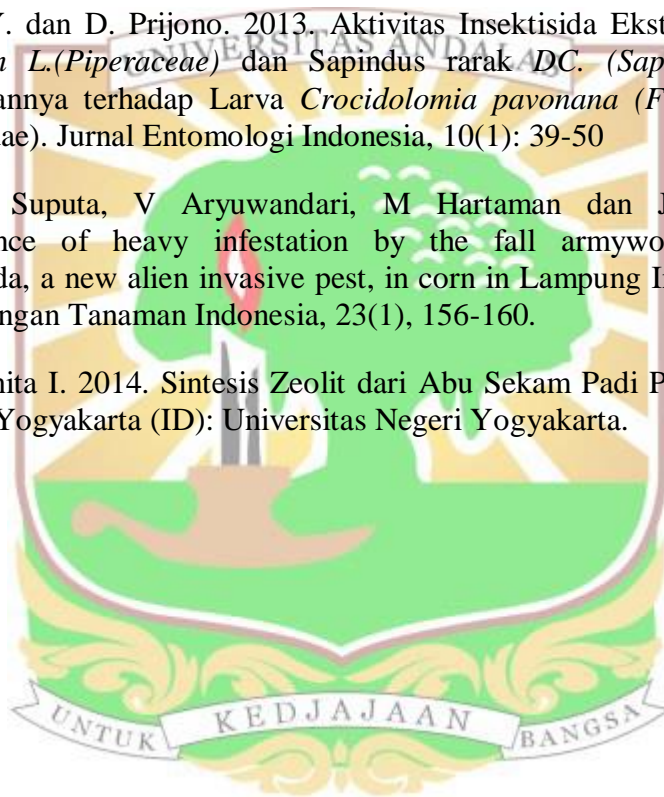 Y. dan D. Prijono. 2013. Aktivitas Insektisida Ekst
UNIVERSITAS ANDALAS
n L.(Piperaceae) dan Sapindus rarak DC. (Sap
annya terhadap Larva Crocidolomia pavonana (F
dae). Jurnal Entomologi Indonesia, 10(1): 39-50
Suputa, V Aryuwandari, M Hartaman dan J
nce of heavy infestation by the fall armywo
da, a new alien invasive pest, in corn in Lampung I
ngan Tanaman Indonesia, 23(1), 156-160.
nita I. 2014. Sintesis Zeolit dari Abu Sekam Padi P
Yogyakarta (ID): Universitas Negeri Yogyakarta.
UNTUK KEDJAJAAN BANGSA